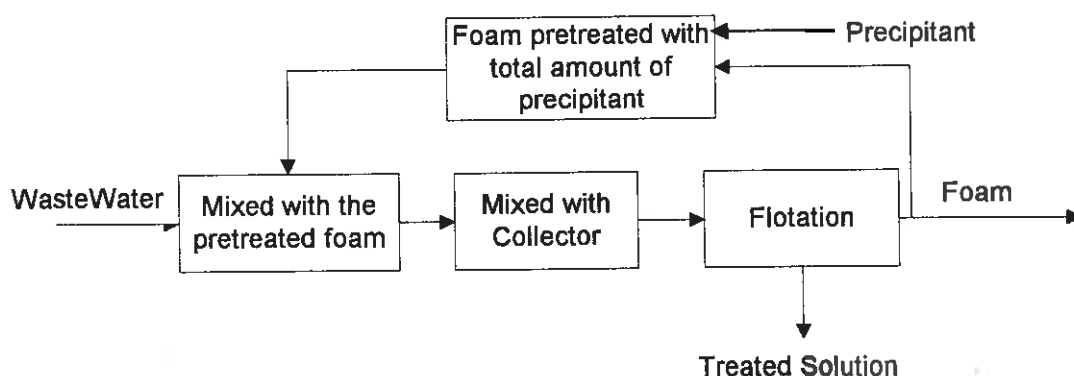 Foam pretreated with
total amount of
precipitant
Precipitant
WasteWater
Mixed with the
pretreated foam
Mixed with
Collector
Flotation
Foam
Treated Solution